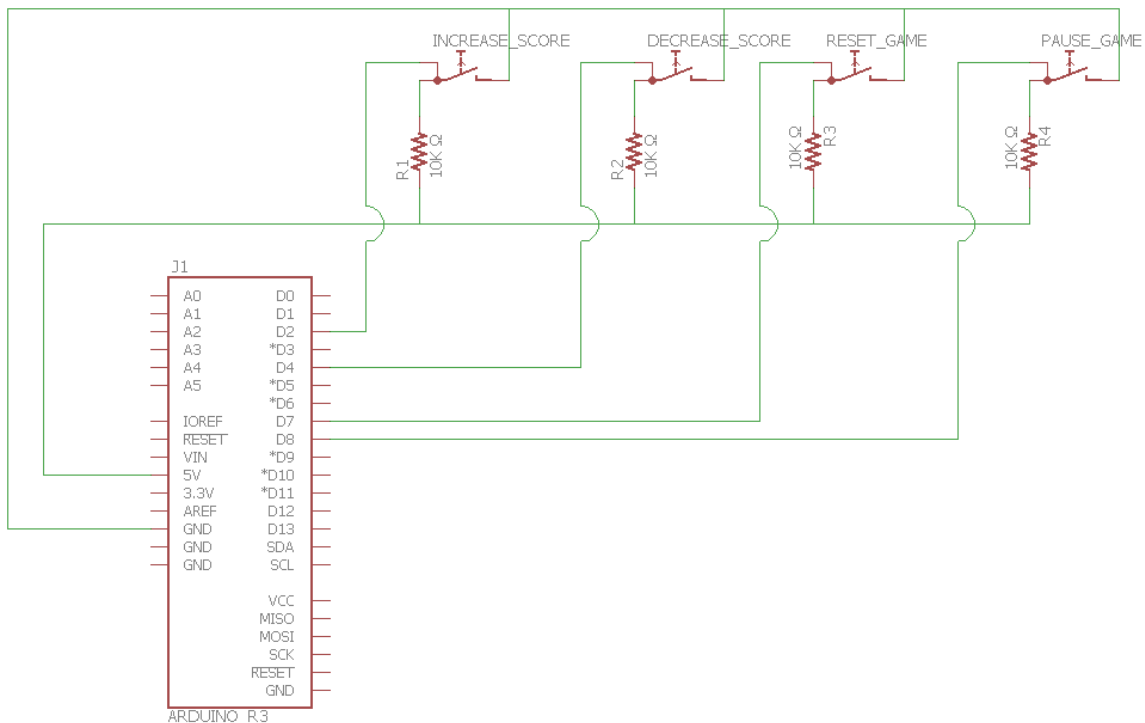 INCREASE_SCORE
DECREASE_SCORE
RESET_GAME
PAUSE_GAME
R1
10K Ω
R2
10K Ω
10K Ω
R3
10K Ω
R4
J1
A0 D0
A1 D1
A2 D2
A3 *D3
A4 D4
A5 *D5
*D6
IOREF D7
RESET D8
VIN *D9
5V *D10
3.3V *D11
AREF D12
GND D13
GND SDA
GND SCL
VCC
MISO
MOSI
SCK
RESET
GND
ARDUINO R3